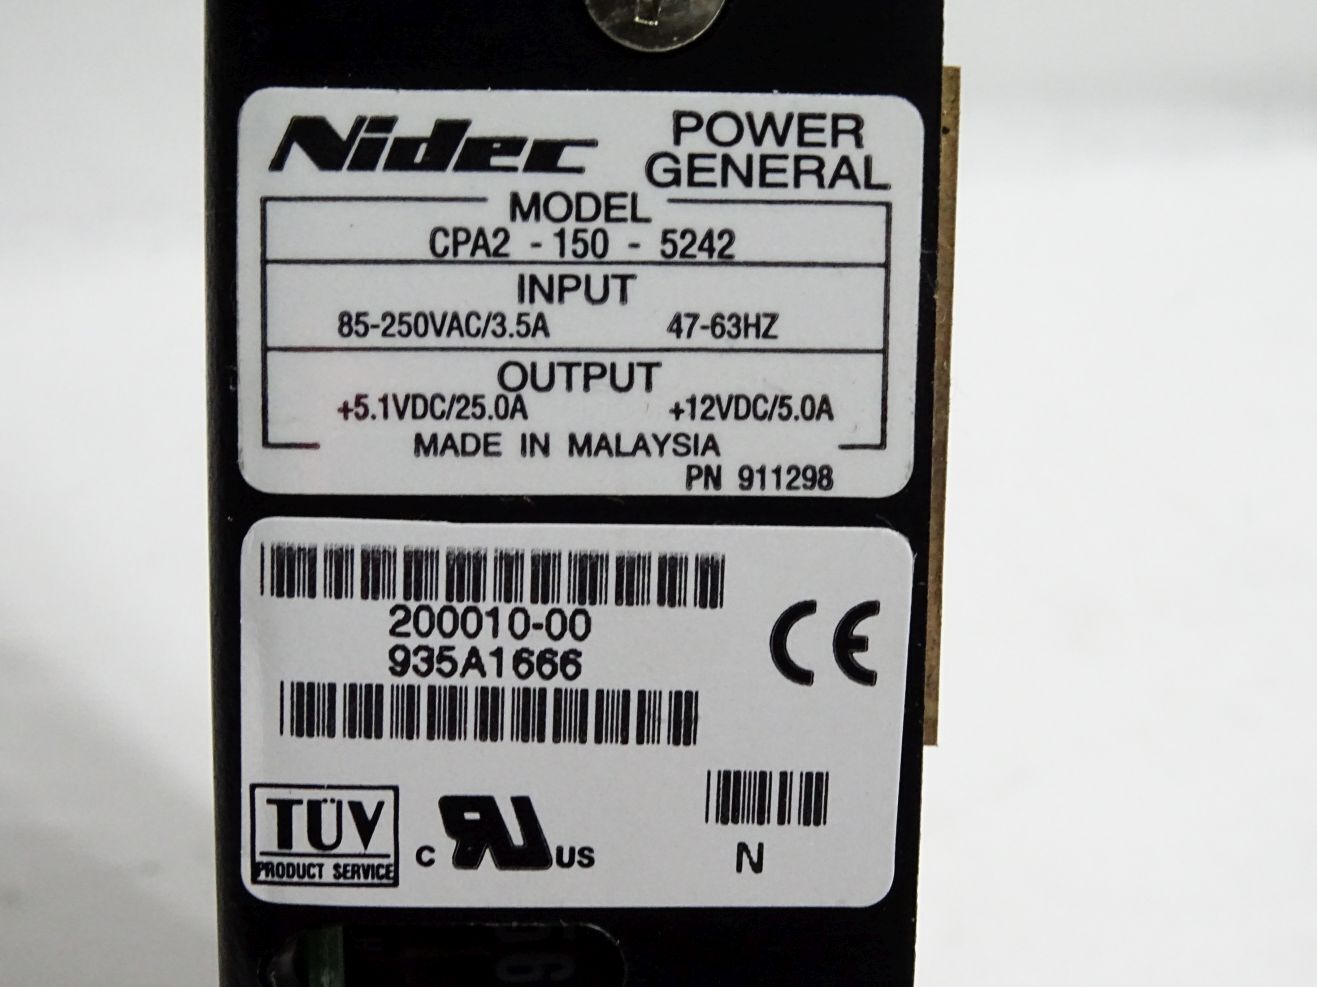 Nidec POWER GENERAL
MODEL
CPA2 - 150 - 5242
INPUT
85-250VAC/3.5A 47-63HZ
OUTPUT
+5.1VDC/25.0A +12VDC/5.0A
MADE IN MALAYSIA
PN 911298
200010-00
935A1666
CE
TÜV
PRODUCT SERVICE
C RU US
N